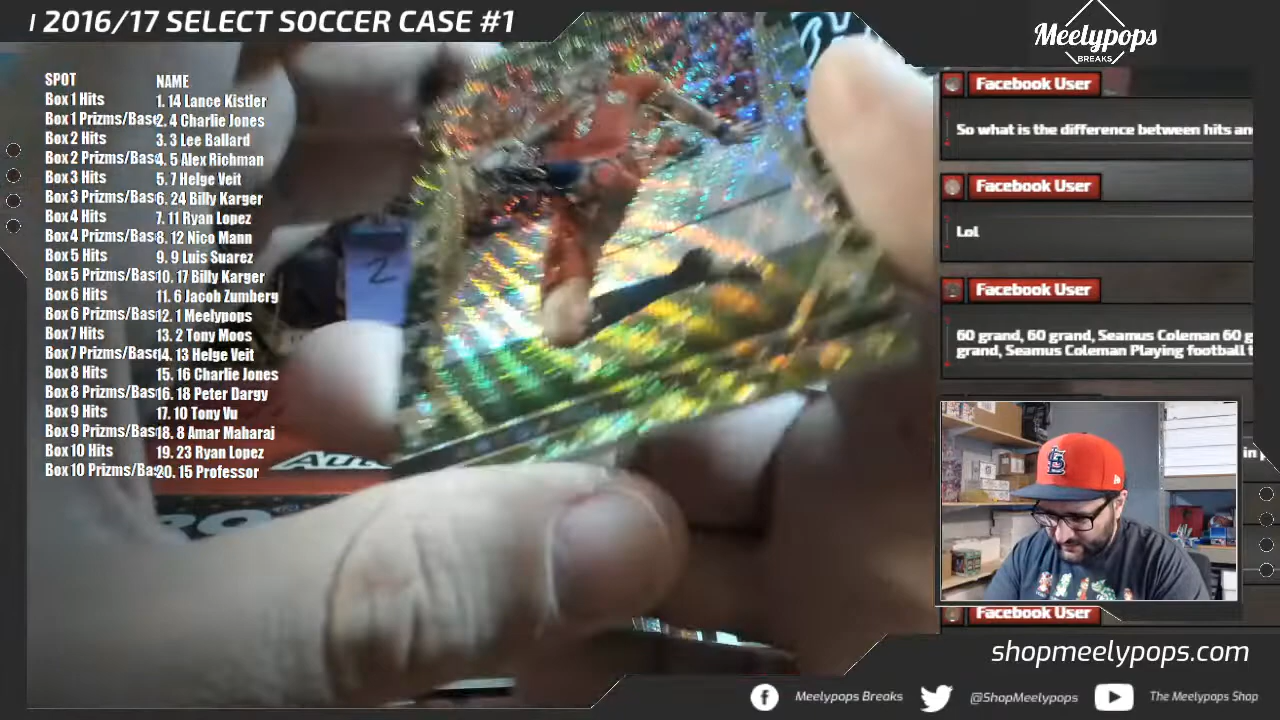 I 2016/17 SELECT SOCCER CASE #1
Meelypops
BREAKS
SPOT NAME
Box 1 Hits 1. 14 Lance Kistler
Box 1 Prizms/Base 2. 4 Charlie Jones
Box 2 Hits 3. 3 Lee Ballard
Box 2 Prizms/Bas 4. 5 Alex Richman
Box 3 Hits 5. 7 Helge Veit
Box 3 Prizms/Bas 6. 24 Billy Karger
Box 4 Hits 7. 11 Ryan Lopez
Box 4 Prizms/Bas 8. 12 Nico Mann
Box 5 Hits 9. 9 Luis Suarez
Box 5 Prizms/Bas 10. 17 Billy Karger
Box 6 Hits 11. 6 Jacob Zumberg
Box 6 Prizms/Bas 12. 1 Meelypops
Box 7 Hits 13. 2 Tony Moos
Box 7 Prizms/Base 14. 13 Helge Veit
Box 8 Hits 15. 16 Charlie Jones
Box 8 Prizms/Bas 16. 18 Peter Dargy
Box 9 Hits 17. 10 Tony Vu
Box 9 Prizms/Bas 18. 8 Amar Maharaj
Box 10 Hits 19. 23 Ryan Lopez
Box 10 Prizms/Bas 20. 15 Professor
2
Facebook User
So what is the difference between hits an
Facebook User
Lol
Facebook User
60 grand, 60 grand, Seamus Coleman 60 g
grand, Seamus Coleman Playing football t
in p
Facebook User
shopmeelypops.com
Meelypops Breaks @ShopMeelypops The Meelypops Shop